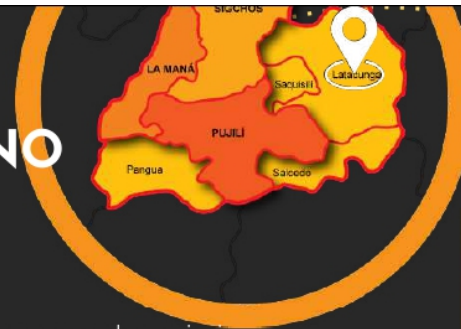 SIGCHOS
LA MANÁ
Latacunga
Saquisilí
NO
PUJILÍ
Pangua
Salcedo